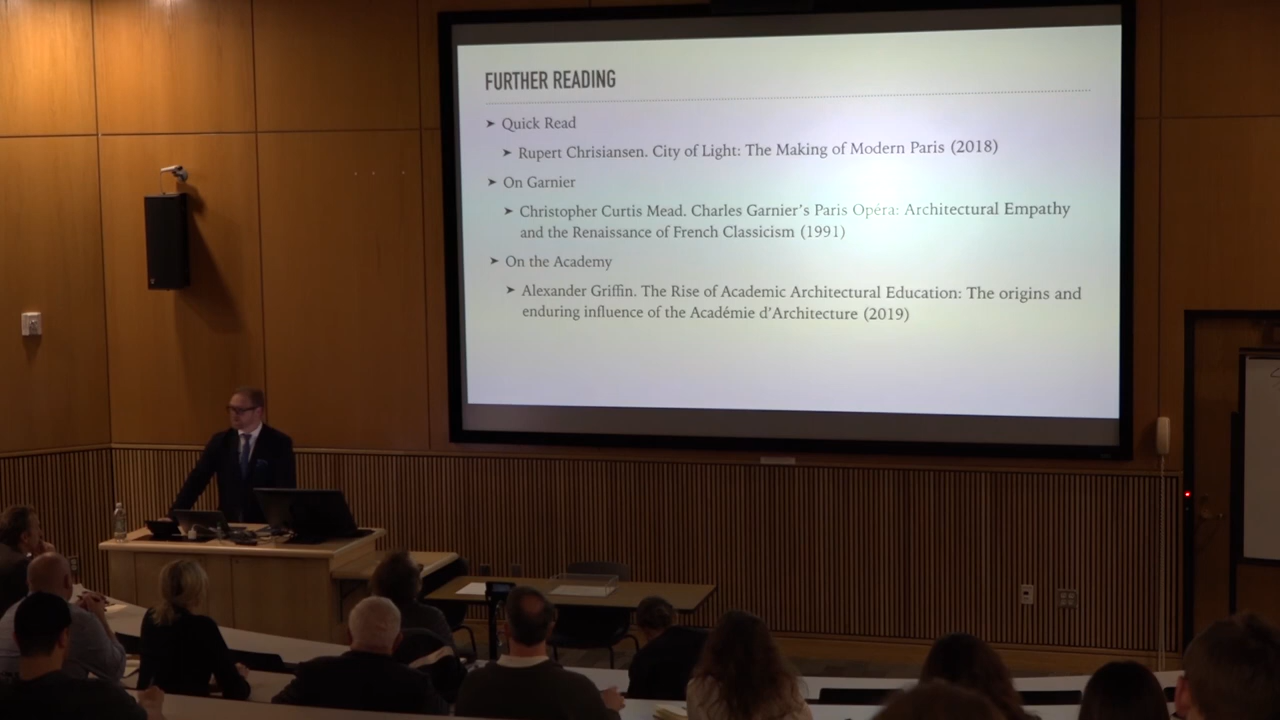 FURTHER READING
➤ Quick Read
➤ Rupert Chrisiansen. City of Light: The Making of Modern Paris (2018)
➤ On Garnier
➤ Christopher Curtis Mead. Charles Garnier's Paris Opéra: Architectural Empathy
and the Renaissance of French Classicism (1991)
➤ On the Academy
➤ Alexander Griffin. The Rise of Academic Architectural Education: The origins and
enduring influence of the Académie d'Architecture (2019)